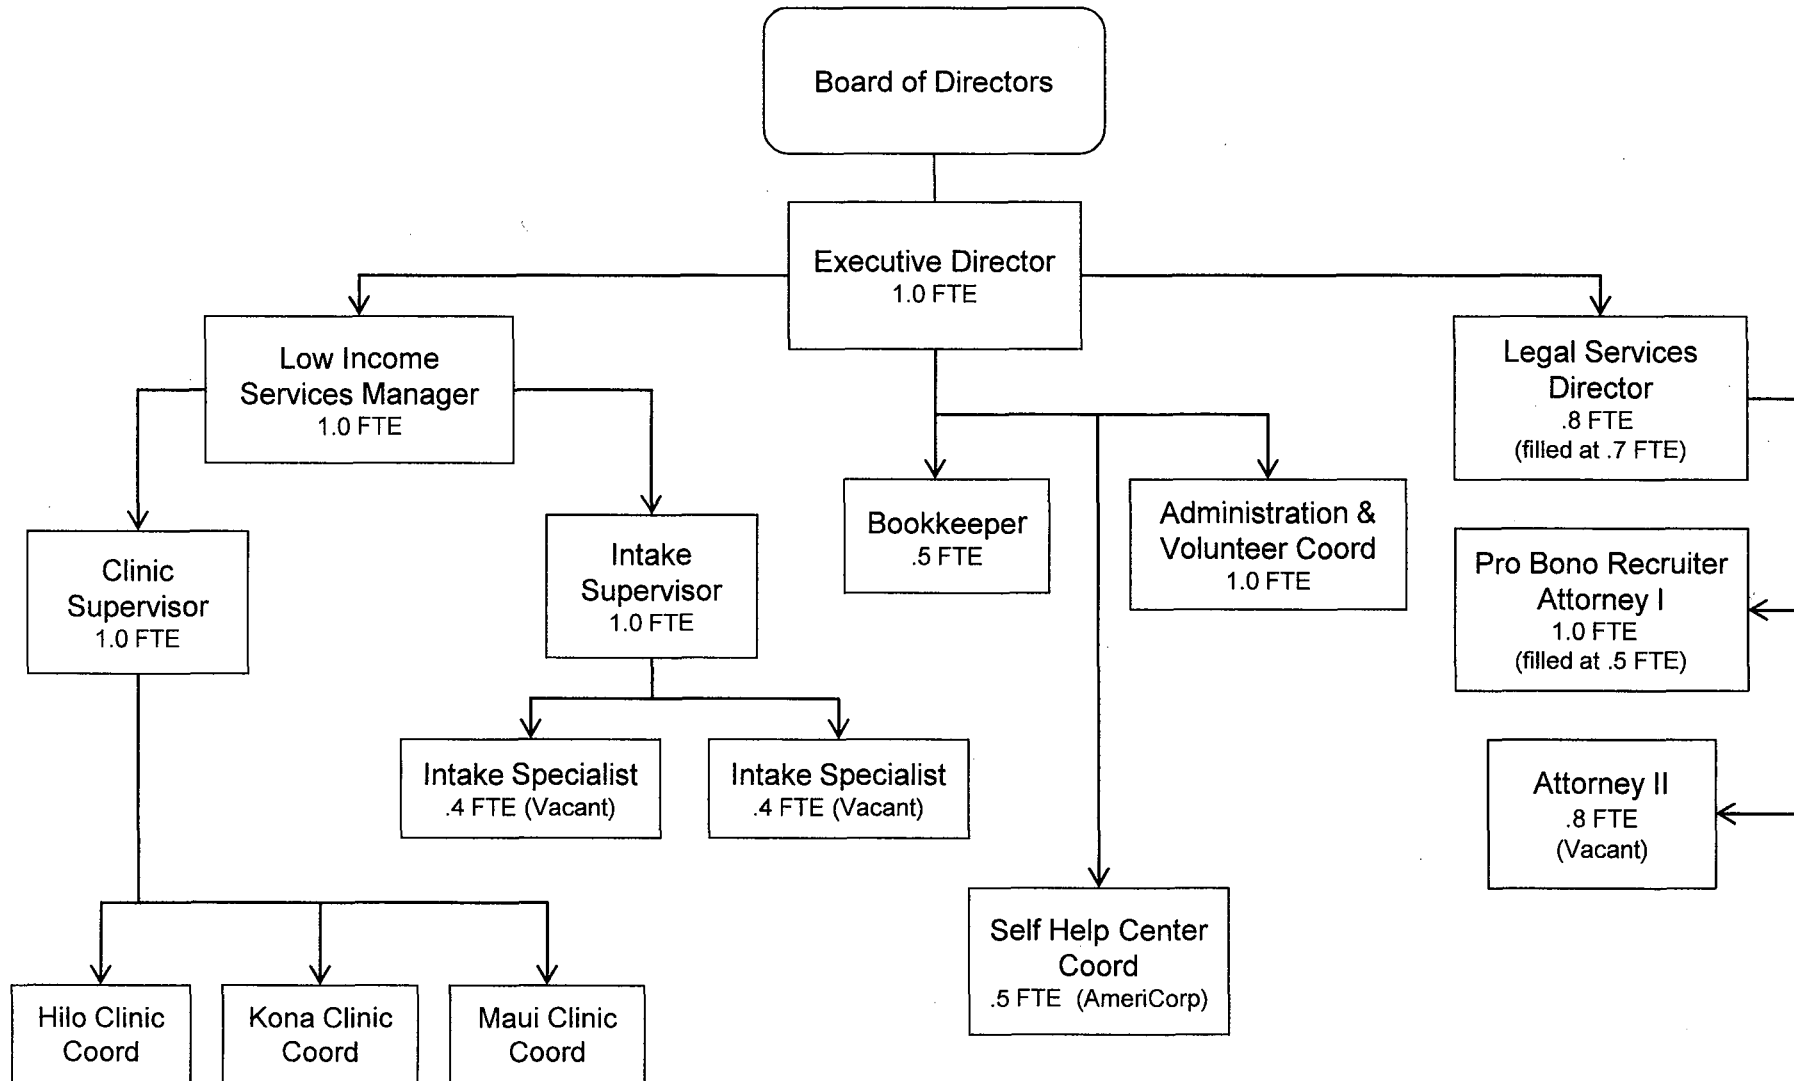 Board of Directors
Executive Director
1.0 FTE
Low Income
Services Manager
1.0 FTE
Legal Services
Director
.8 FTE
(filled at .7 FTE)
Clinic
Supervisor
1.0 FTE
Intake
Supervisor
1.0 FTE
Bookkeeper
.5 FTE
Administration &
Volunteer Coord
1.0 FTE
Pro Bono Recruiter
Attorney I
1.0 FTE
(filled at .5 FTE)
Intake Specialist
.4 FTE (Vacant)
Intake Specialist
.4 FTE (Vacant)
Attorney II
.8 FTE
(Vacant)
Self Help Center
Coord
.5 FTE (AmeriCorp)
Hilo Clinic
Coord
Kona Clinic
Coord
Maui Clinic
Coord